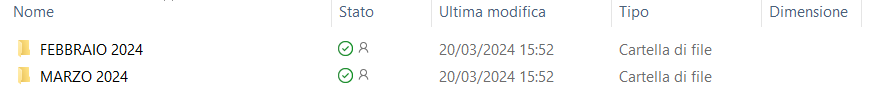 Nome Stato Ultima modifica Tipo Dimensione
FEBBRAIO 2024 20/03/2024 15:52 Cartella di file
MARZO 2024 20/03/2024 15:52 Cartella di file